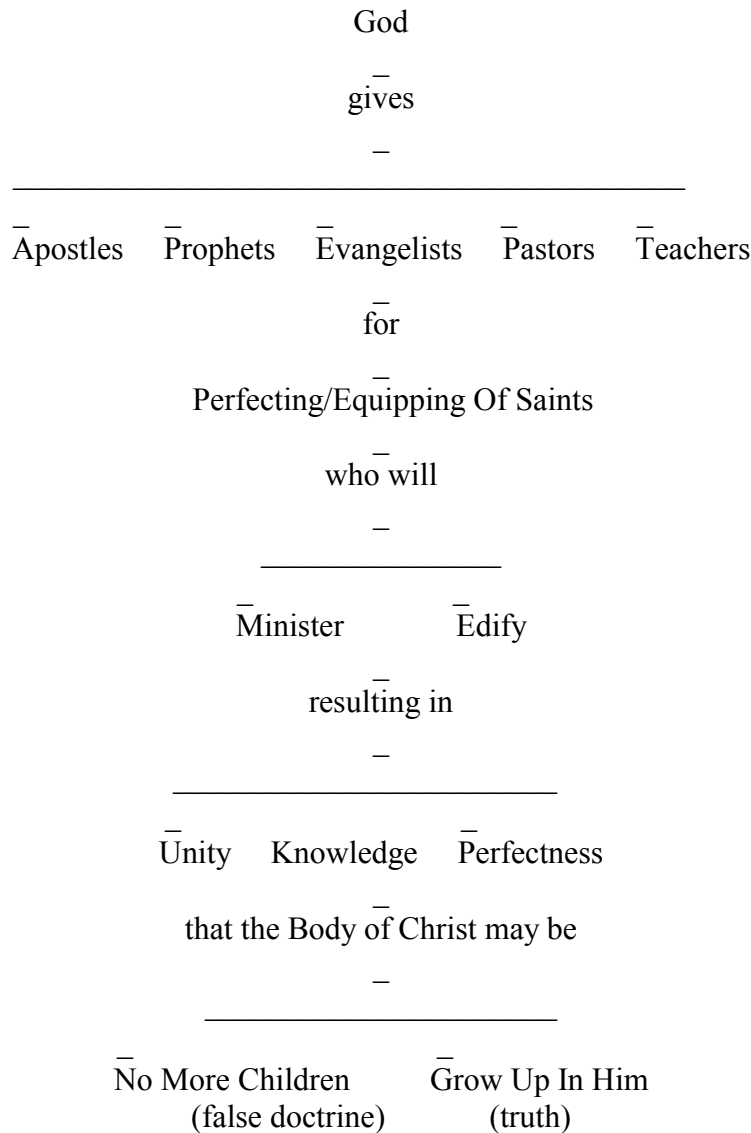 God
gives
Apostles Prophets Evangelists Pastors Teachers
for
Perfecting/Equipping Of Saints
who will
Minister Edify
resulting in
Unity Knowledge Perfectness
that the Body of Christ may be
No More Children Grow Up In Him
(false doctrine) (truth)